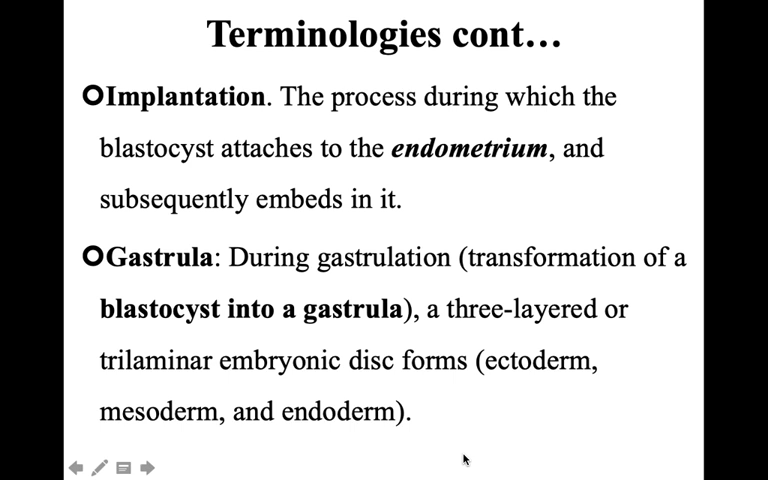 Terminologies cont…
Implantation. The process during which the
blastocyst attaches to the endometrium, and
subsequently embeds in it.
Gastrula: During gastrulation (transformation of a
blastocyst into a gastrula), a three-layered or
trilaminar embryonic disc forms (ectoderm,
mesoderm, and endoderm).